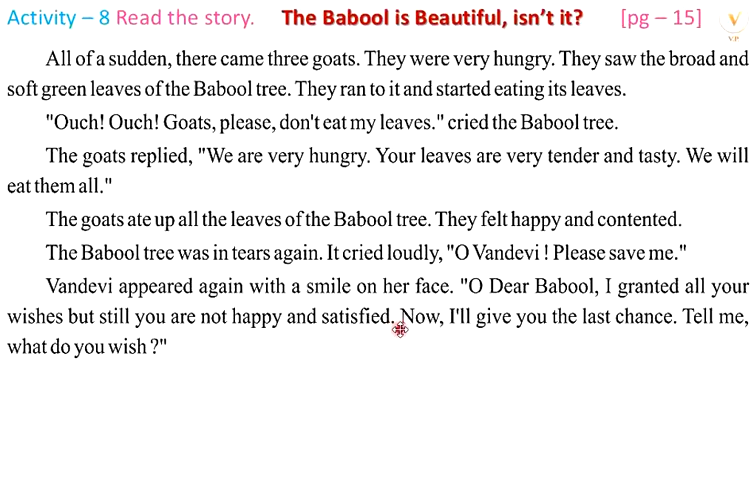 Activity – 8 Read the story. The Babool is Beautiful, isn't it? [pg – 15]
V
V.P
All of a sudden, there came three goats. They were very hungry. They saw the broad and
soft green leaves of the Babool tree. They ran to it and started eating its leaves.
"Ouch! Ouch! Goats, please, don't eat my leaves." cried the Babool tree.
The goats replied, "We are very hungry. Your leaves are very tender and tasty. We will
eat them all."
The goats ate up all the leaves of the Babool tree. They felt happy and contented.
The Babool tree was in tears again. It cried loudly, "O Vandevi ! Please save me."
Vandevi appeared again with a smile on her face. "O Dear Babool, I granted all your
wishes but still you are not happy and satisfied. Now, I'll give you the last chance. Tell me,
what do you wish ?"